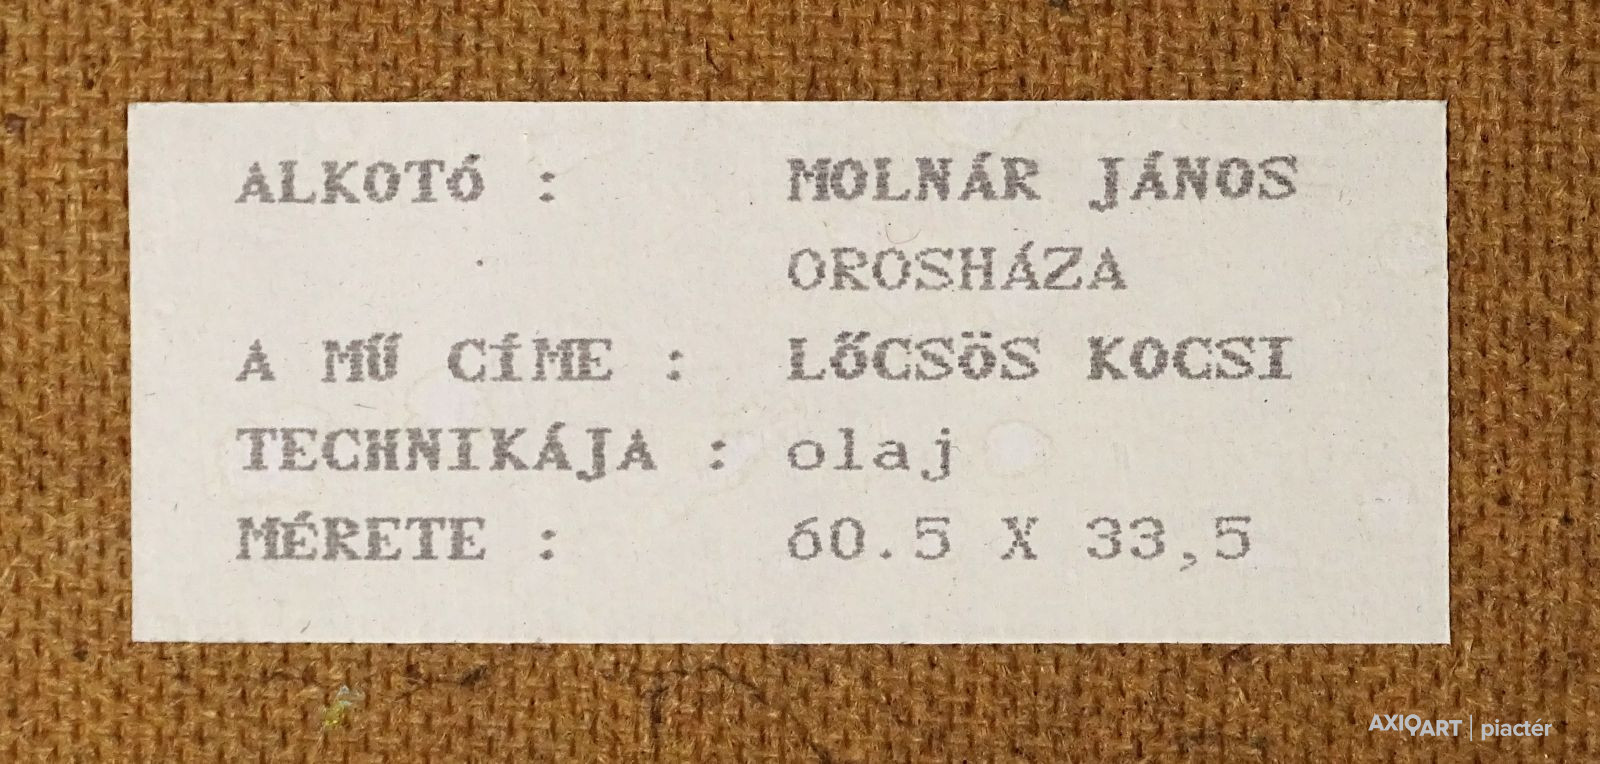 ALKOTÓ : MOLNÁR JÁNOS
OROSHÁZA
A MŰ CÍME : LŐCSÖS KOCSI
TECHNIKÁJA : olaj
MÉRETE : 60.5 X 33,5
AXIOART | piactér